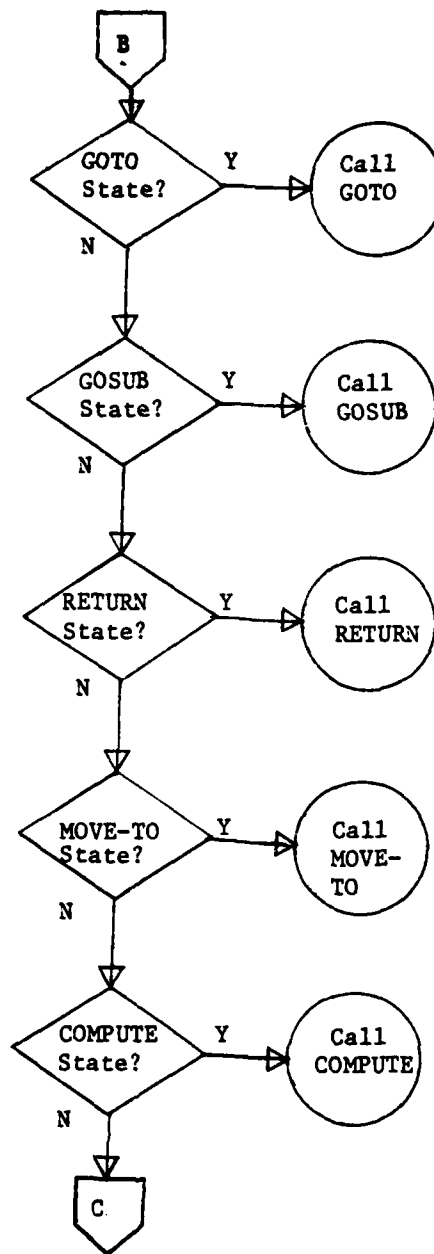 B
GOTO
State?
Y
Call
GOTO
N
GOSUB
State?
Y
Call
GOSUB
N
RETURN
State?
Y
Call
RETURN
N
MOVE-TO
State?
Y
Call
MOVE-
TO
N
COMPUTE
State?
Y
Call
COMPUTE
N
C